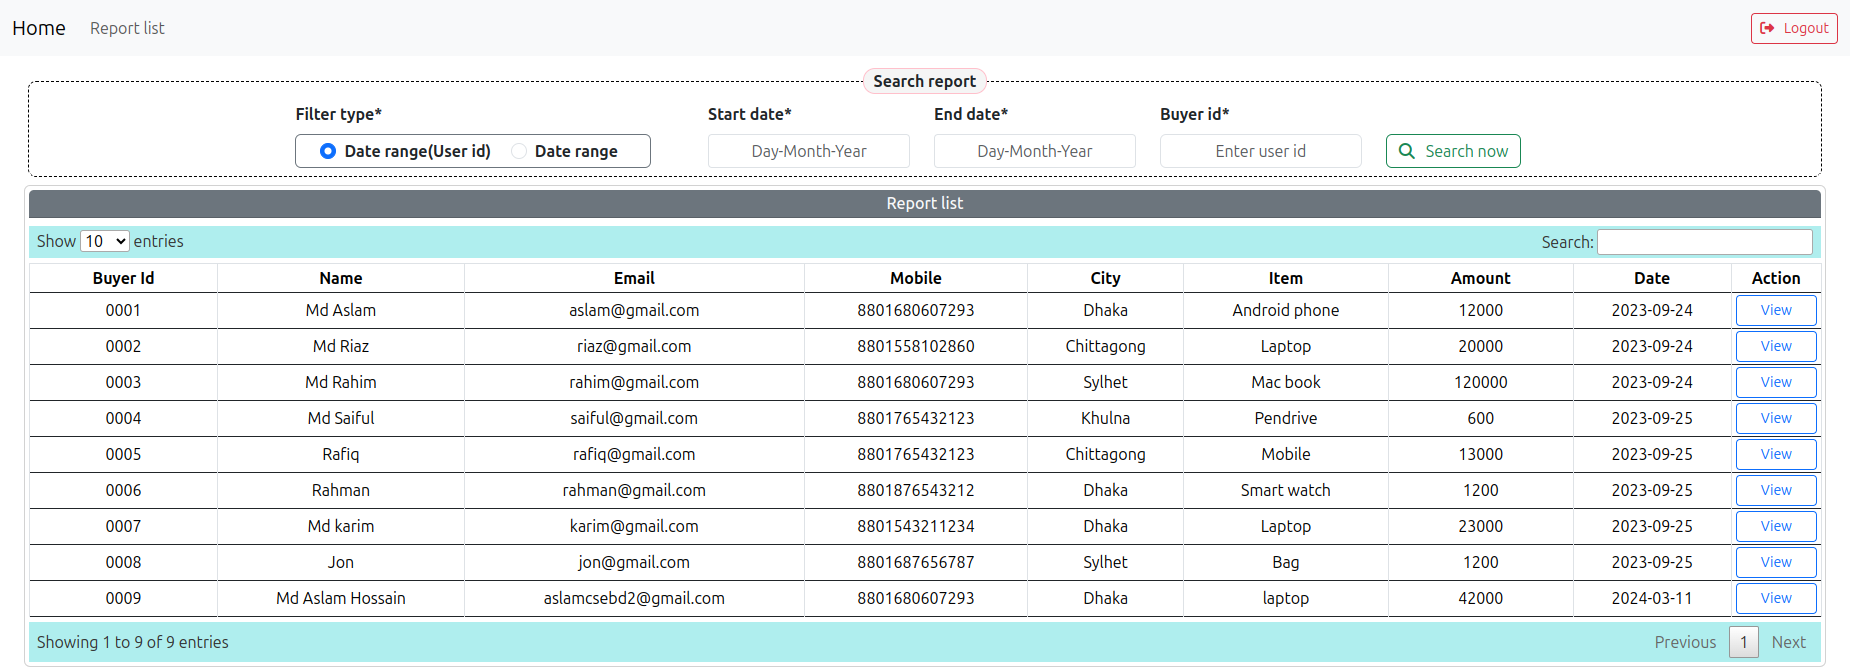 Home Report list Logout
Search report
Filter type* Start date* End date* Buyer id*
Date range(User id) Date range Day-Month-Year Day-Month-Year Enter user id Search now
Report list
Show 10 entries Search:
Buyer Id Name Email Mobile City Item Amount Date Action
0001 Md Aslam aslam@gmail.com 8801680607293 Dhaka Android phone 12000 2023-09-24 View
0002 Md Riaz riaz@gmail.com 8801558102860 Chittagong Laptop 20000 2023-09-24 View
0003 Md Rahim rahim@gmail.com 8801680607293 Sylhet Mac book 120000 2023-09-24 View
0004 Md Saiful saiful@gmail.com 8801765432123 Khulna Pendrive 600 2023-09-25 View
0005 Rafiq rafiq@gmail.com 8801765432123 Chittagong Mobile 13000 2023-09-25 View
0006 Rahman rahman@gmail.com 8801876543212 Dhaka Smart watch 1200 2023-09-25 View
0007 Md karim karim@gmail.com 8801543211234 Dhaka Laptop 23000 2023-09-25 View
0008 Jon jon@gmail.com 8801687656787 Sylhet Bag 1200 2023-09-25 View
0009 Md Aslam Hossain aslamcsebd2@gmail.com 8801680607293 Dhaka laptop 42000 2024-03-11 View
Showing 1 to 9 of 9 entries Previous 1 Next